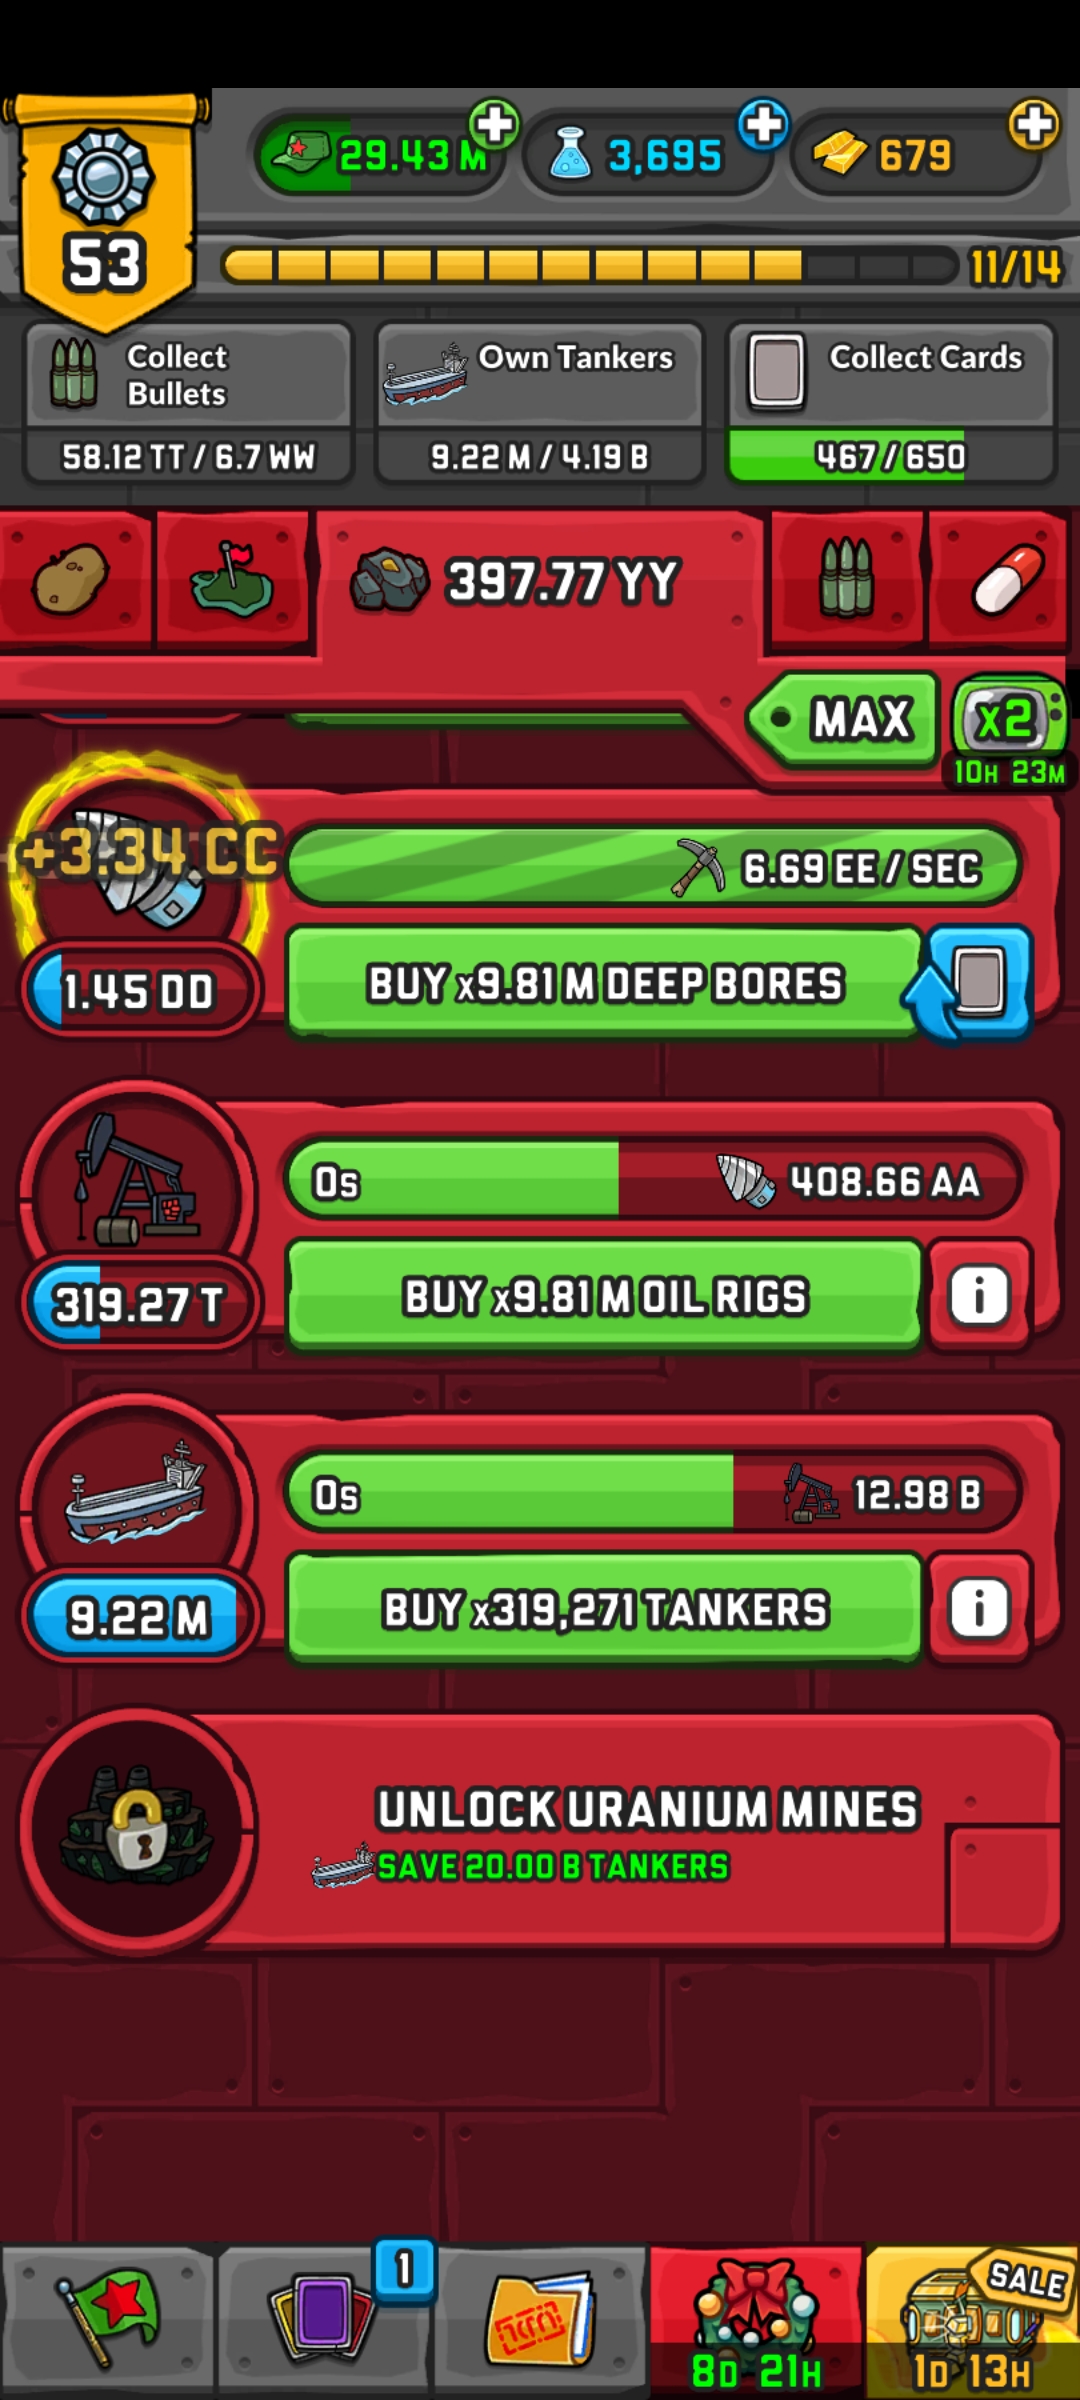 29.43 M
3,695
679
53
11/14
Collect
Bullets
58.12 TT / 6.7 WW
Own Tankers
9.22 M / 4.19 B
Collect Cards
467 / 650
397.77 YY
MAX
x2
10H 23M
+3.34 CC
6.69 EE / SEC
1.45 DD
BUY x9.81 M DEEP BORES
0s
408.66 AA
319.27 T
BUY x9.81 M OIL RIGS
i
0s
12.98 B
9.22 M
BUY x319,271 TANKERS
i
UNLOCK URANIUM MINES
SAVE 20.00 B TANKERS
1
SALE
8D 21H
1D 13H